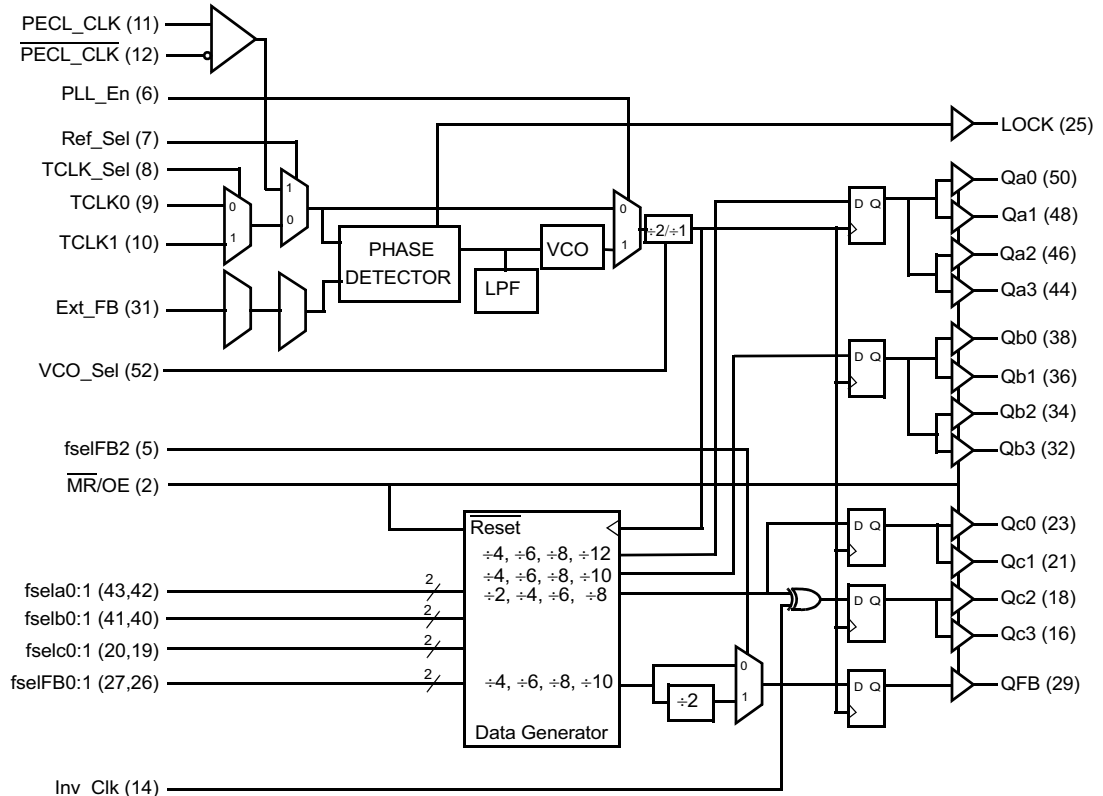 PECL_CLK (11)
PECL_CLK (12)
PLL_En (6)
Ref_Sel (7)
TCLK_Sel (8)
TCLK0 (9)
TCLK1 (10)
Ext_FB (31)
VCO_Sel (52)
fselFB2 (5)
MR/OE (2)
fsela0:1 (43,42)
fselb0:1 (41,40)
fselc0:1 (20,19)
fselFB0:1 (27,26)
Inv_Clk (14)
0
1
1
0
PHASE
DETECTOR
LPF
VCO
0
1
÷2/÷1
Reset
÷4, ÷6, ÷8, ÷12
÷4, ÷6, ÷8, ÷10
÷2, ÷4, ÷6, ÷8
÷4, ÷6, ÷8, ÷10
Data Generator
2
2
2
2
÷2
0
1
D Q
D Q
D Q
D Q
D Q
LOCK (25)
Qa0 (50)
Qa1 (48)
Qa2 (46)
Qa3 (44)
Qb0 (38)
Qb1 (36)
Qb2 (34)
Qb3 (32)
Qc0 (23)
Qc1 (21)
Qc2 (18)
Qc3 (16)
QFB (29)